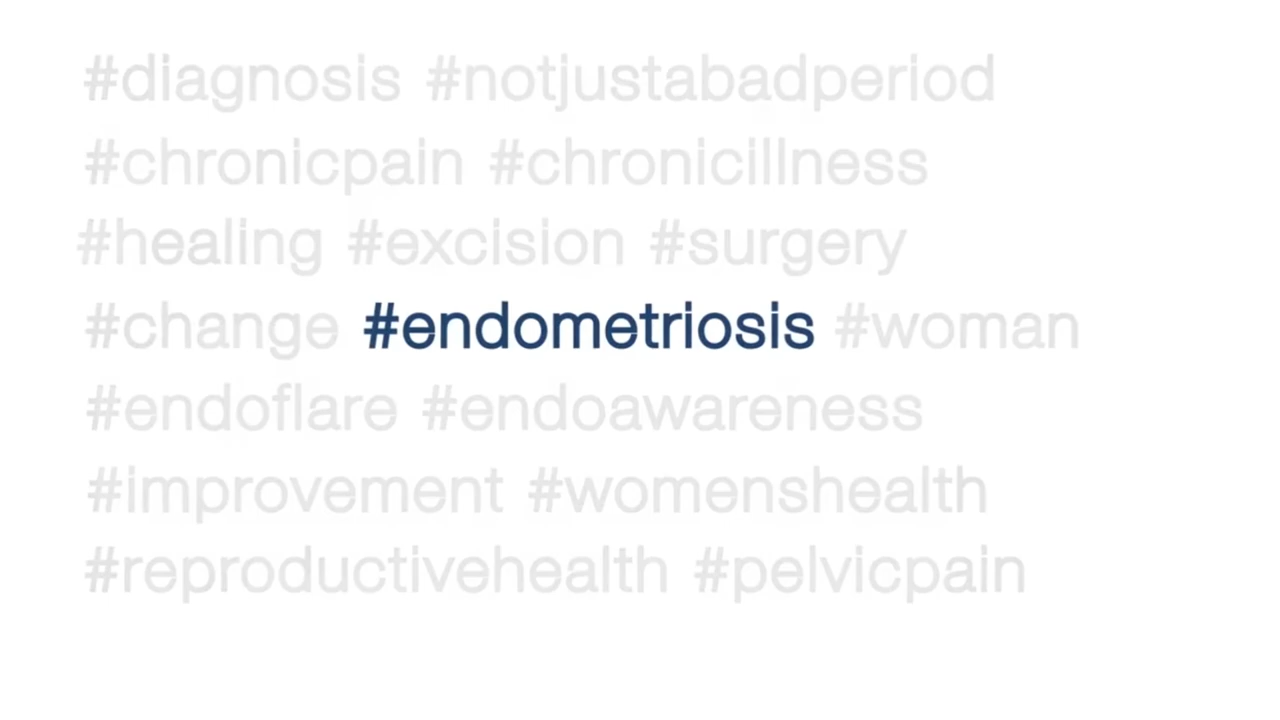 #diagnosis #notjustabadperiod
#chronicpain #chronicillness
#healing #excision #surgery
#change #endometriosis #woman
#endoflare #endoawareness
#improvement #womenshealth
#reproductivehealth #pelvicpain